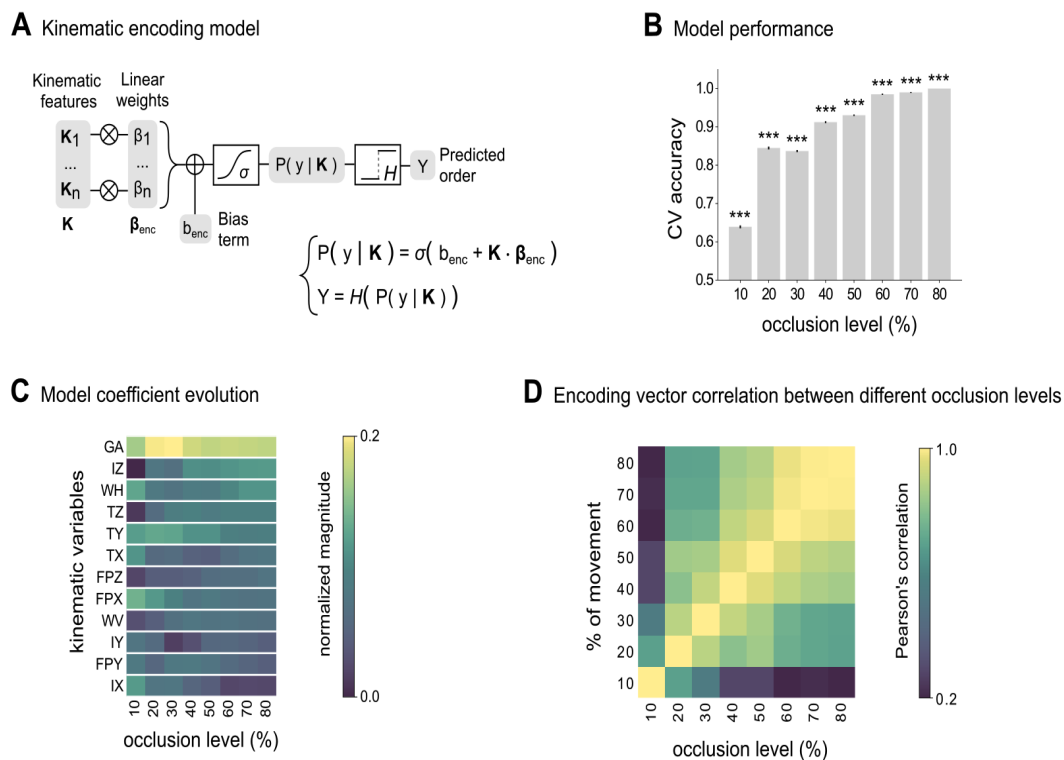 A Kinematic encoding model
Kinematic features
Linear weights
K1 ⊗ β1
... ...
Kn ⊗ βn
K βenc
benc
Bias term
σ
P( y | K )
H
Y
Predicted order
P( y | K ) = σ( benc + K · βenc )
Y = H( P( y | K ) )
B Model performance
CV accuracy
1.0
0.9
0.8
0.7
0.6
0.5
*** *** *** *** *** *** *** ***
10 20 30 40 50 60 70 80
occlusion level (%)
C Model coefficient evolution
kinematic variables
GA
IZ
WH
TZ
TY
TX
FPZ
FPX
WV
IY
FPY
IX
10 20 30 40 50 60 70 80
occlusion level (%)
normalized magnitude
0.2
0.0
D Encoding vector correlation between different occlusion levels
% of movement
80
70
60
50
40
30
20
10
10 20 30 40 50 60 70 80
occlusion level (%)
Pearson's correlation
1.0
0.2